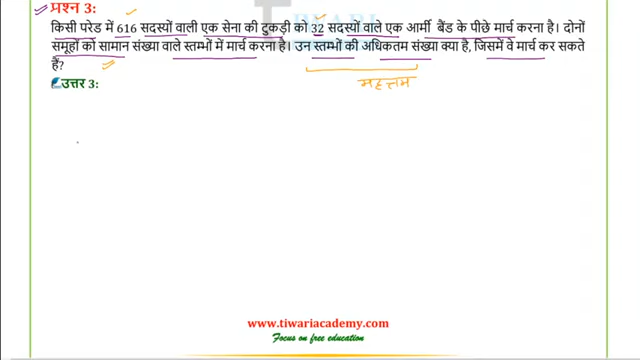 प्रश्न 3:
किसी परेड में 616 सदस्यों वाली एक सेना की टुकड़ी को 32 सदस्यों वाले एक आर्मी बैंड के पीछे मार्च करना है। दोनों
समूहों को सामान संख्या वाले स्तम्भों में मार्च करना है। उन स्तम्भों की अधिकतम संख्या क्या है, जिसमें वे मार्च कर सकते
हैं?
महत्तम
उत्तर 3:
www.tiwariacademy.com
Focus on free education